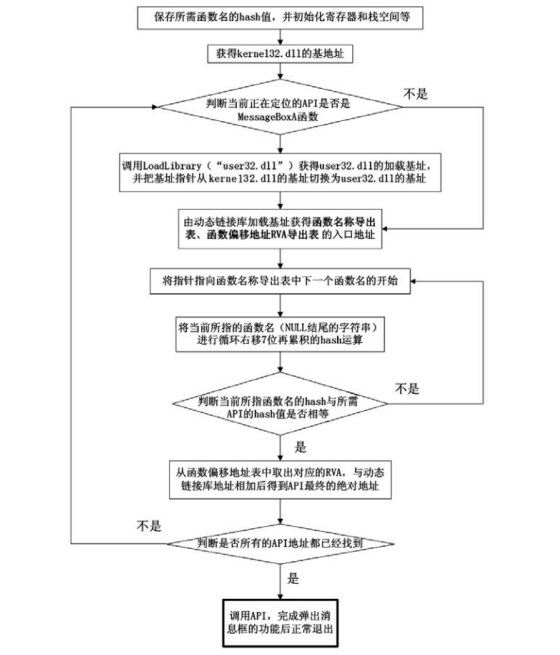 保存所需函数名的hash值，并初始化寄存器和栈空间等
获得kernel32.dll的基地址
判断当前正在定位的API是否是
MessageBoxA函数
不是
调用LoadLibrary（“user32.dll”）获得user32.dll的加载基址，
并把基址指针从kernel32.dll的基址切换为user32.dll的基址
由动态链接库加载基址获得函数名称导出
表、函数偏移地址RVA导出表 的入口地址
将指针指向函数名称导出表中下一个函数名的开始
将当前所指的函数名（NULL结尾的字符串）
进行循环右移7位再累积的hash运算
判断当前所指函数名的hash与所需
API的hash值是否相等
不是
是
从函数偏移地址表中取出对应的RVA，与动态
链接库地址相加后得到API最终的绝对地址
不是
判断是否所有的API地址都已经找到
是
调用API，完成弹出消
息框的功能后正常退出